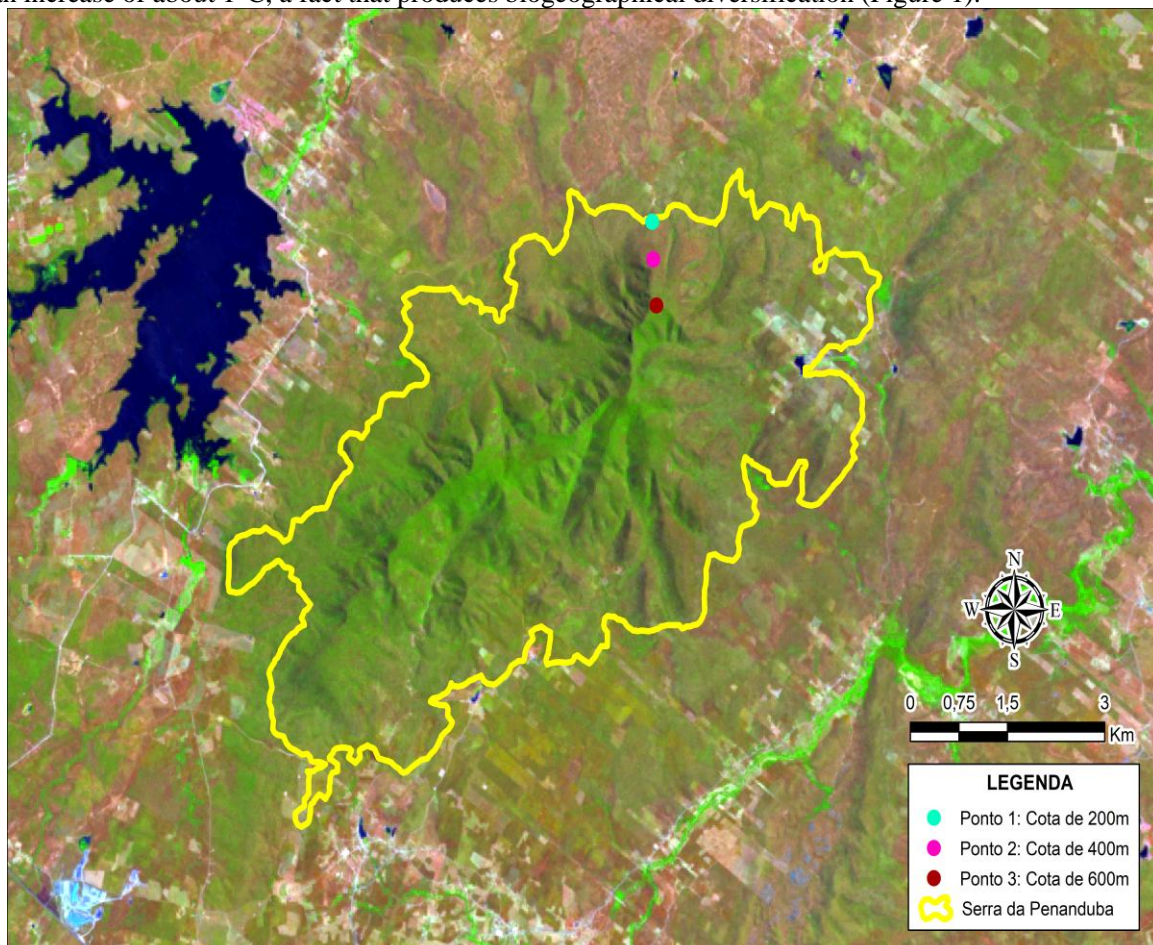 an increase of about 1°C, a fact that produces biogeographical diversification (Figure 1).
N
W E
S
0 0,75 1,5 3
Km
LEGENDA
Ponto 1: Cota de 200m
Ponto 2: Cota de 400m
Ponto 3: Cota de 600m
Serra da Penanduba